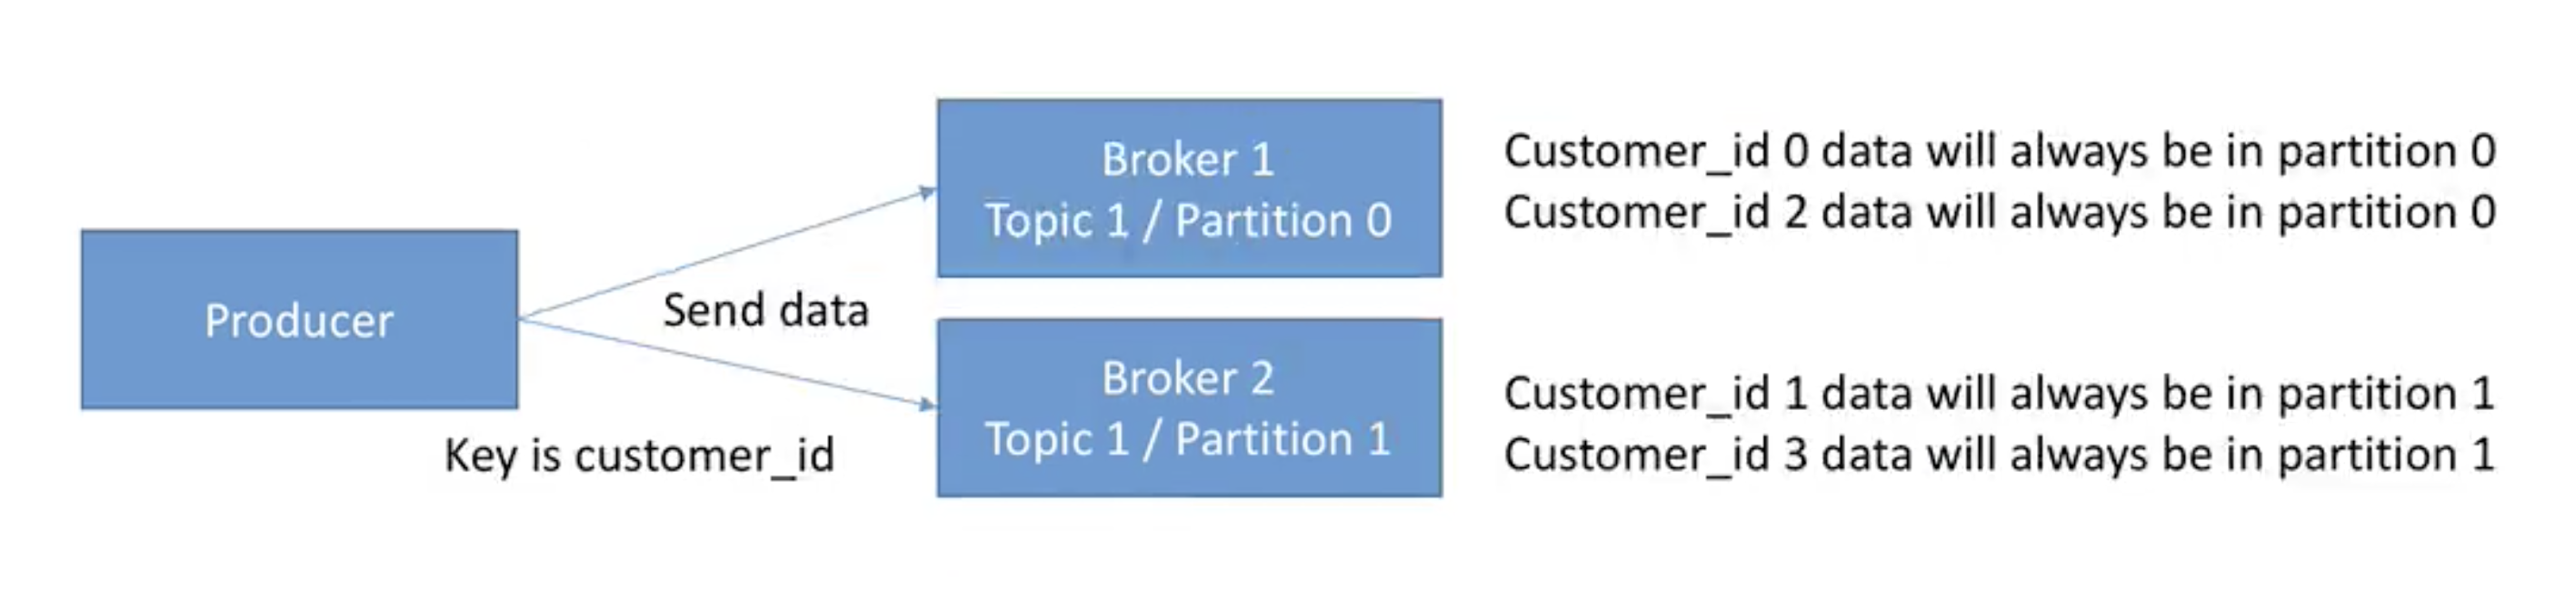 Producer
Send data
Key is customer_id
Broker 1
Topic 1 / Partition 0
Customer_id 0 data will always be in partition 0
Customer_id 2 data will always be in partition 0
Broker 2
Topic 1 / Partition 1
Customer_id 1 data will always be in partition 1
Customer_id 3 data will always be in partition 1